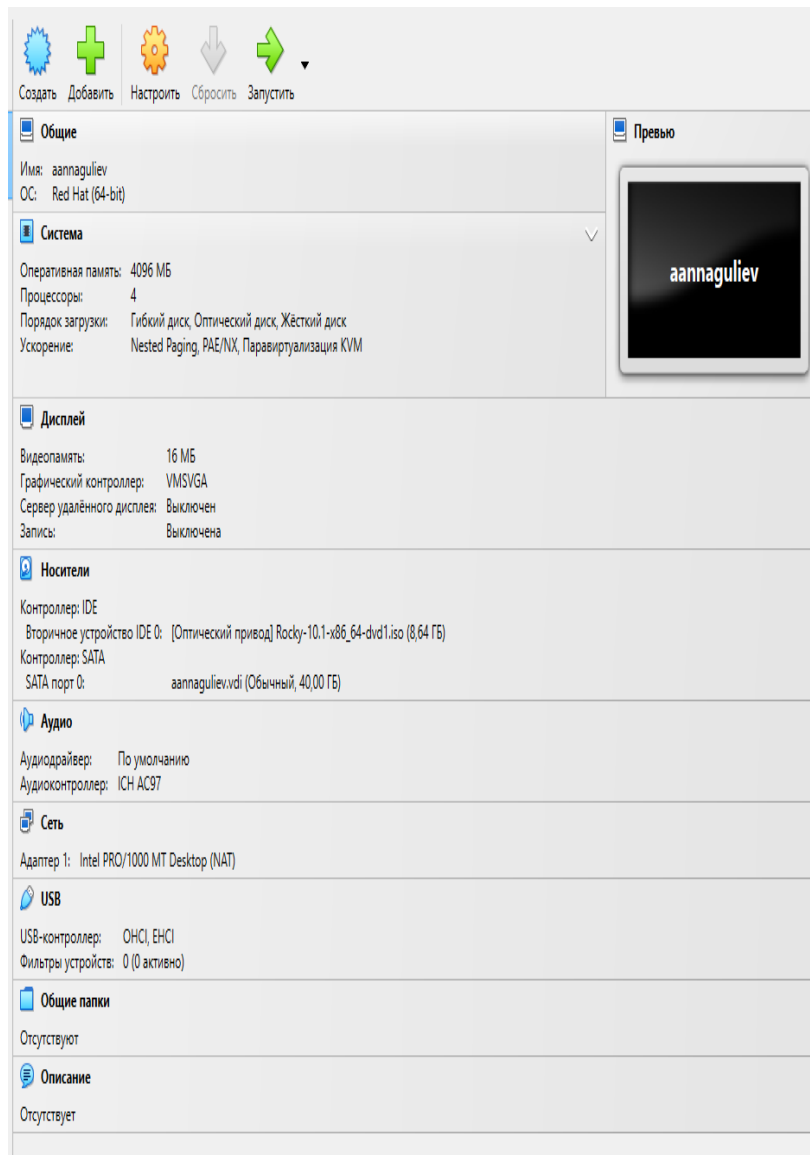 Создать Добавить Настроить Сбросить Запустить
Общие
Имя: aannaguliev
ОС: Red Hat (64-bit)
Превью
aannaguliev
Система
Оперативная память: 4096 МБ
Процессоры: 4
Порядок загрузки: Гибкий диск, Оптический диск, Жёсткий диск
Ускорение: Nested Paging, PAE/NX, Паравиртуализация KVM
Дисплей
Видеопамять: 16 МБ
Графический контроллер: VMSVGA
Сервер удалённого дисплея: Выключен
Запись: Выключена
Носители
Контроллер: IDE
Вторичное устройство IDE 0: [Оптический привод] Rocky-10.1-x86_64-dvd1.iso (8,64 ГБ)
Контроллер: SATA
SATA порт 0: aannaguliev.vdi (Обычный, 40,00 ГБ)
Аудио
Аудиодрайвер: По умолчанию
Аудиоконтроллер: ICH AC97
Сеть
Адаптер 1: Intel PRO/1000 MT Desktop (NAT)
USB
USB-контроллер: OHCI, EHCI
Фильтры устройств: 0 (0 активно)
Общие папки
Отсутствуют
Описание
Отсутствует